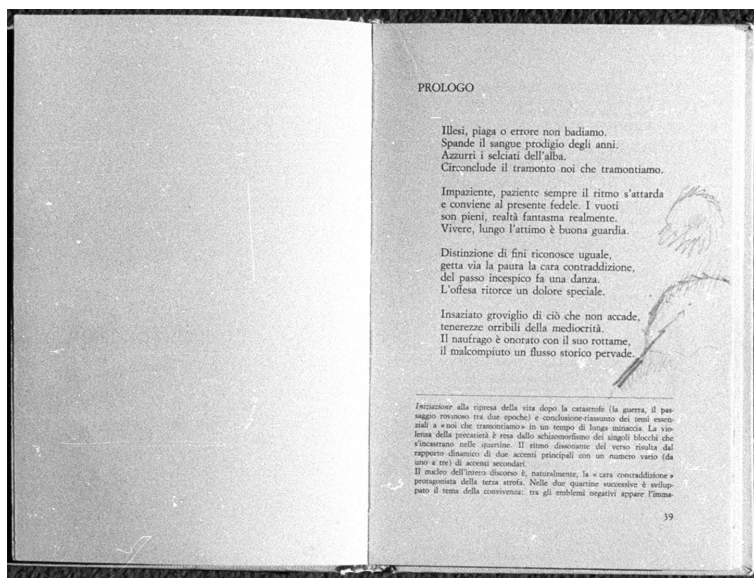 PROLOGO
Illesi, piaga o errore non badiamo.
Spande il sangue prodigio degli anni.
Azzurri i selciati dell'alba.
Circonclude il tramonto noi che tramontiamo.
Impaziente, paziente sempre il ritmo s'attarda
e conviene al presente fedele. I vuoti
son pieni, realtà fantasma realmente.
Vivere, lungo l'attimo è buona guardia.
Distinzione di fini riconosce uguale,
getta via la paura la cara contraddizione,
del passo incespico fa una danza.
L'offesa ritorce un dolore speciale.
Insaziato groviglio di ciò che non accade,
tenerezze orribili della mediocrità.
Il naufrago è onorato con il suo rottame,
il malcompiuto un flusso storico pervade.
Iniziazione alla ripresa della vita dopo la catastrofe (la guerra, il pas-
saggio rovinoso tra due epoche) e conclusione-riassunto dei temi essen-
ziali a « noi che tramontiamo » in un tempo di lunga minaccia. La vio-
lenza della precarietà è resa dallo schizomorfismo dei singoli blocchi che
s'incastrano nelle quartine. Il ritmo dissonante del verso risulta dal
rapporto dinamico di due accenti principali con un numero vario (da
uno a tre) di accenti secondari.
Il nucleo dell'intero discorso è, naturalmente, la « cara contraddizione »
protagonista della terza strofa. Nelle due quartine successive è svilup-
pato il tema della convivenza: tra gli emblemi negativi appare l'imma-
39